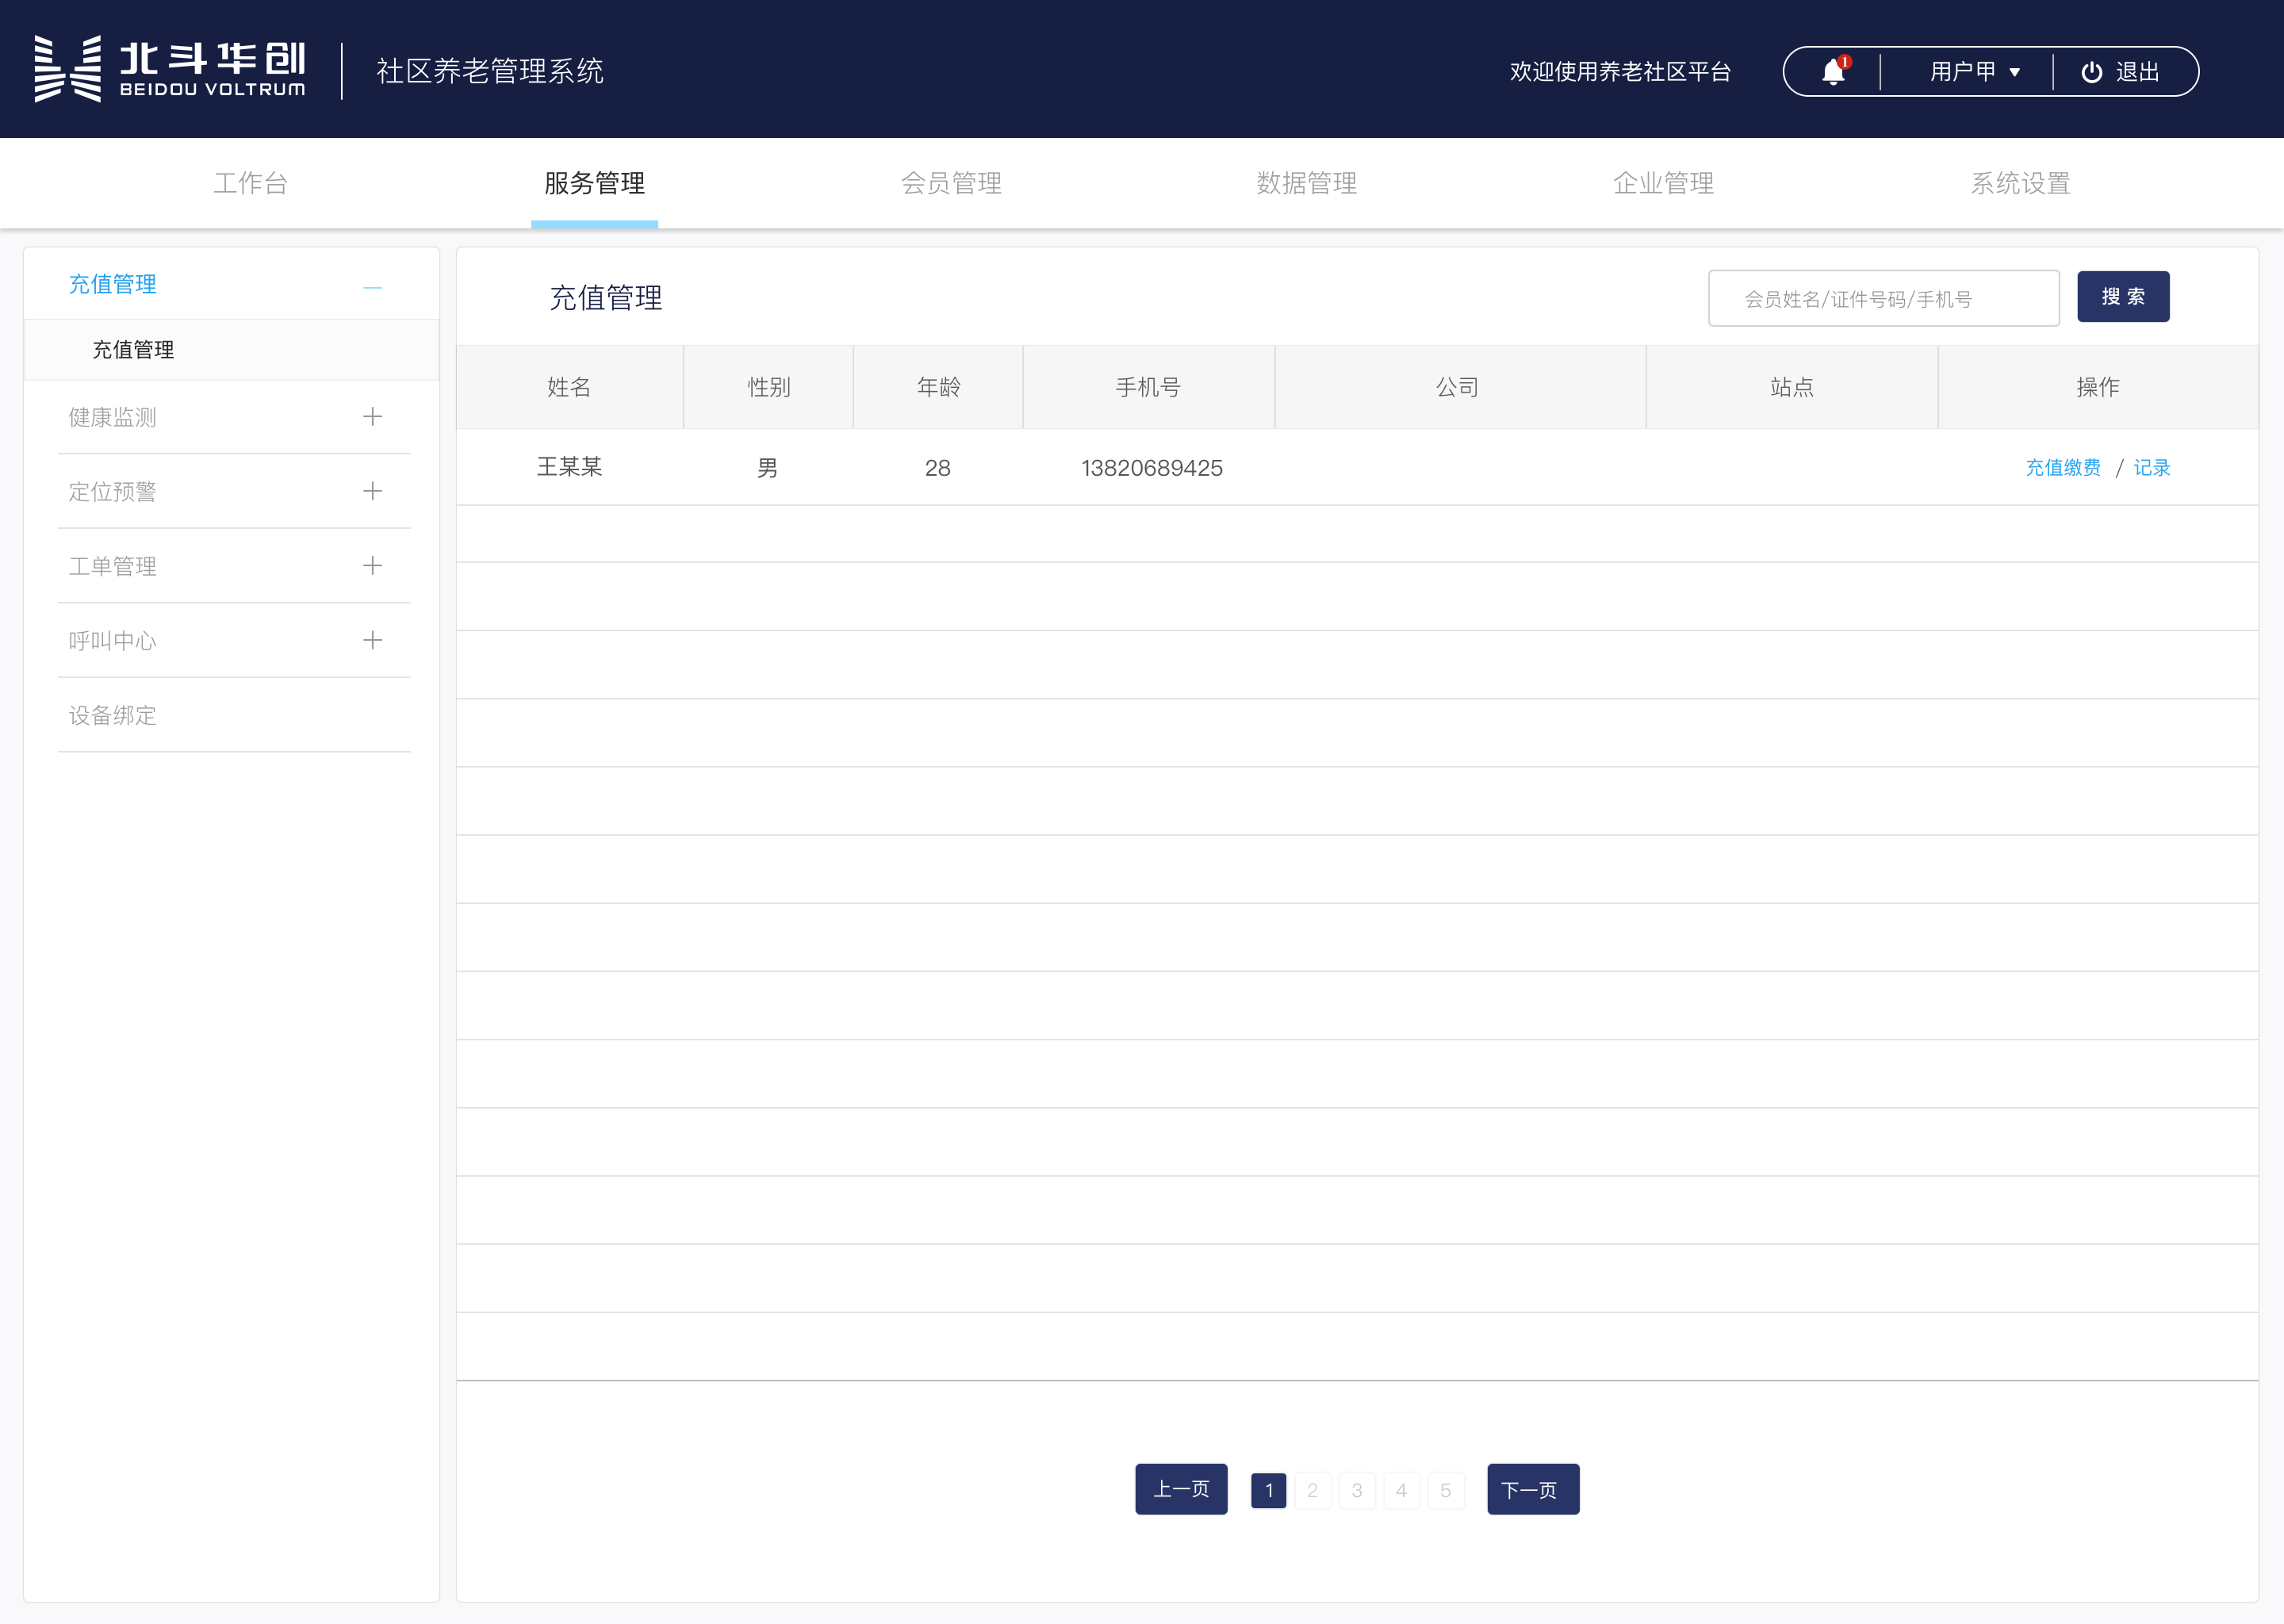 北斗华创
BEIDOU VOLTRUM
社区养老管理系统
欢迎使用养老社区平台
1
用户甲
退出
工作台
服务管理
会员管理
数据管理
企业管理
系统设置
充值管理
充值管理
健康监测
定位预警
工单管理
呼叫中心
设备绑定
充值管理
会员姓名/证件号码/手机号
搜 索
姓名 性别 年龄 手机号 公司 站点 操作
王某某 男 28 13820689425 充值缴费 / 记录
上一页 1 2 3 4 5 下一页